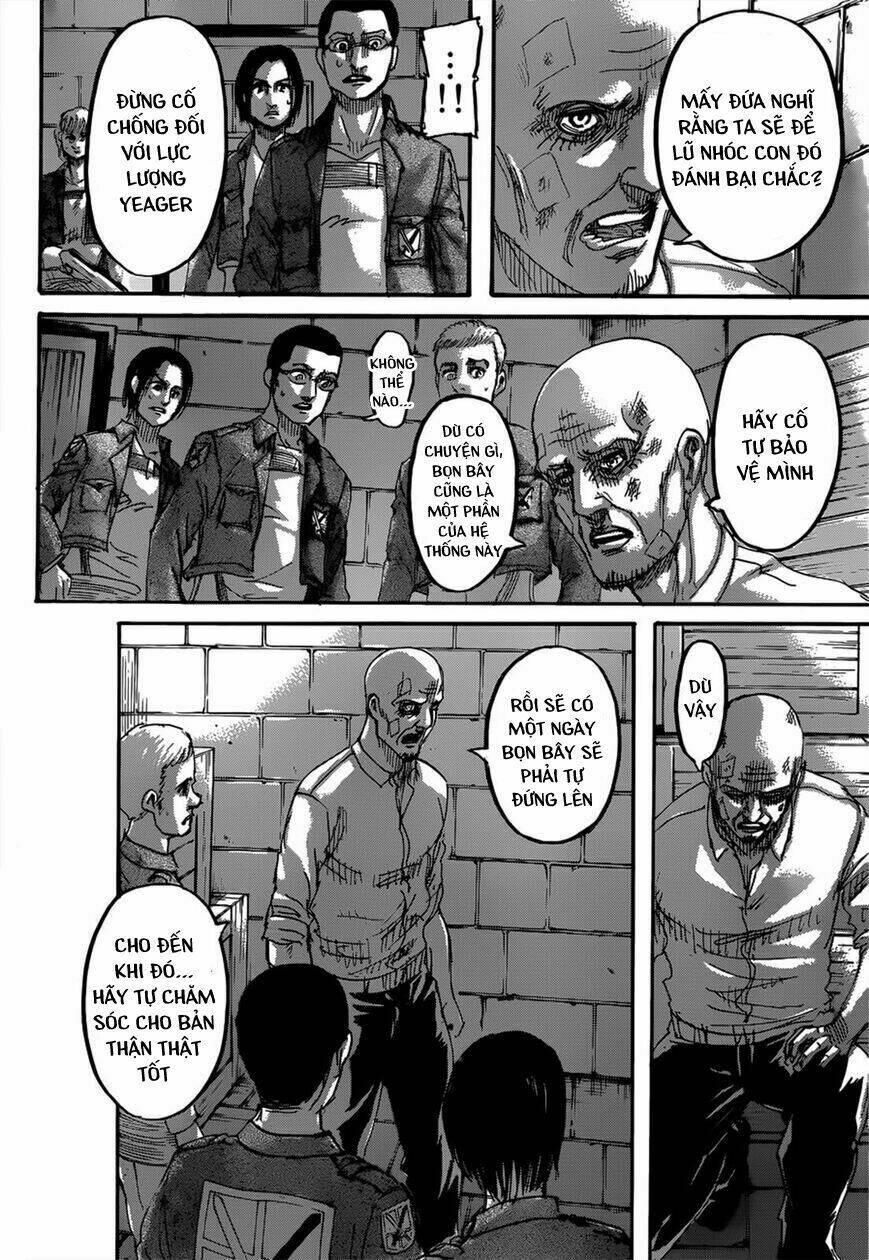 MẤY ĐỨA NGHĨ
RẰNG TA SẼ ĐỂ
LŨ NHÓC CON ĐÓ
ĐÁNH BẠI CHẮC?
...!!
ĐỪNG CỐ
CHỐNG ĐỐI
VỚI LỰC
LƯỢNG
YEAGER
HÃY CỐ
TỰ BẢO
VỆ MÌNH
KHÔNG
THỂ
NÀO...
DÙ CÓ
CHUYỆN GÌ,
BỌN BÂY
CŨNG LÀ
MỘT PHẦN
CỦA HỆ
THỐNG NÀY
DÙ
VẬY
RỒI SẼ CÓ
MỘT NGÀY
BỌN BÂY SẼ
PHẢI TỰ
ĐỨNG LÊN
CHO ĐẾN
KHI ĐÓ...
HÃY TỰ CHĂM
SÓC CHO BẢN
THÂN THẬT
TỐT